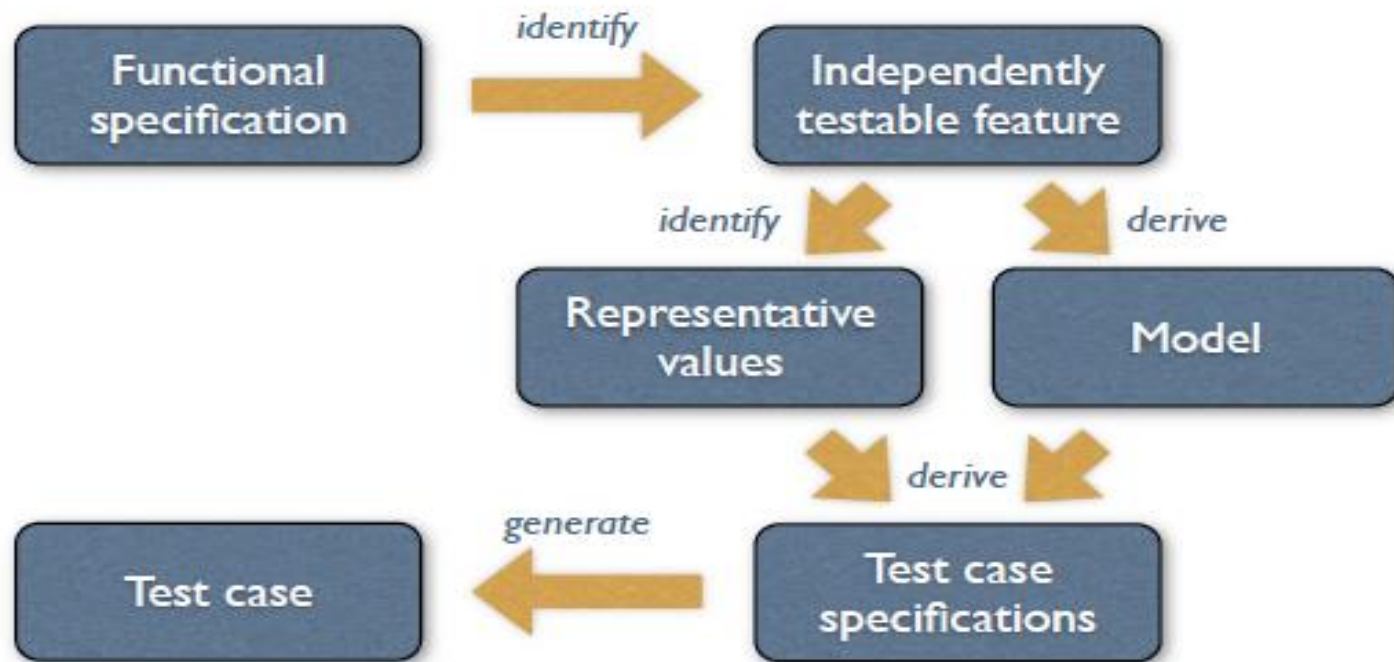 identify
Functional
specification
Independently
testable feature
identify
derive
Representative
values
Model
derive
generate
Test case
Test case
specifications